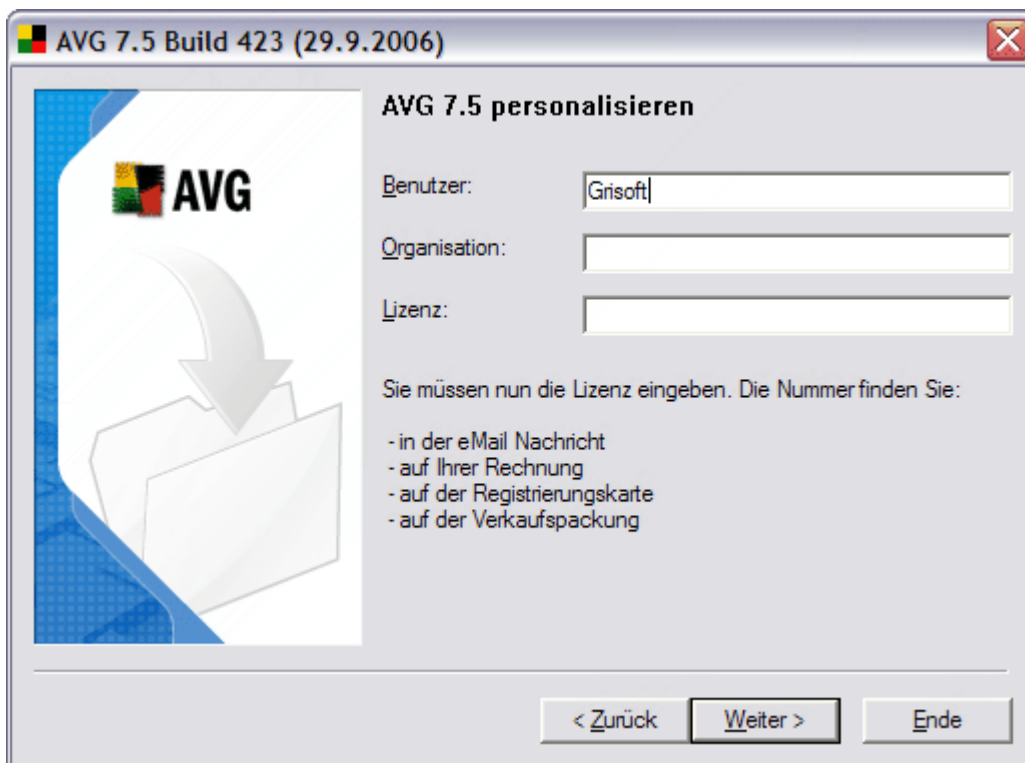 AVG 7.5 Build 423 (29.9.2006)
AVG
AVG 7.5 personalisieren
Benutzer: Grisoft
Organisation:
Lizenz:
Sie müssen nun die Lizenz eingeben. Die Nummer finden Sie:
- in der eMail Nachricht
- auf Ihrer Rechnung
- auf der Registrierungskarte
- auf der Verkaufspackung
< Zurück Weiter > Ende